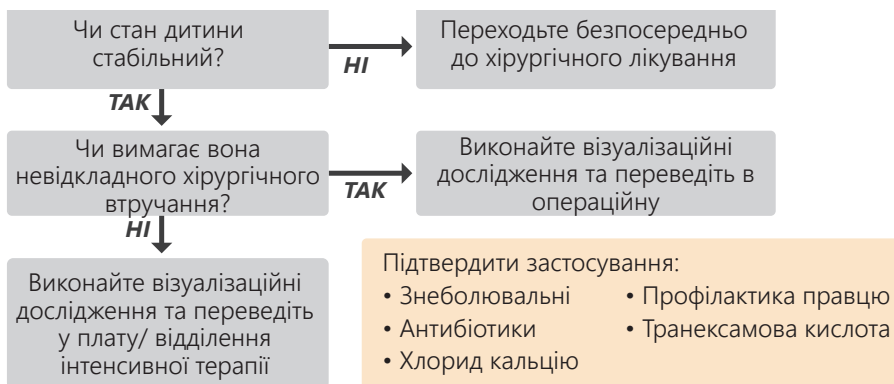 Чи стан дитини
стабільний?
НІ
Переходьте безпосередньо
до хірургічного лікування
ТАК
Чи вимагає вона
невідкладного хірургічного
втручання?
ТАК
Виконайте візуалізаційні
дослідження та переведіть в
операційну
НІ
Виконайте візуалізаційні
дослідження та переведіть
у плату/ відділення
інтенсивної терапії
Підтвердити застосування:
• Знеболювальні
• Антибіотики
• Хлорид кальцію
• Профілактика правцю
• Транексамова кислота